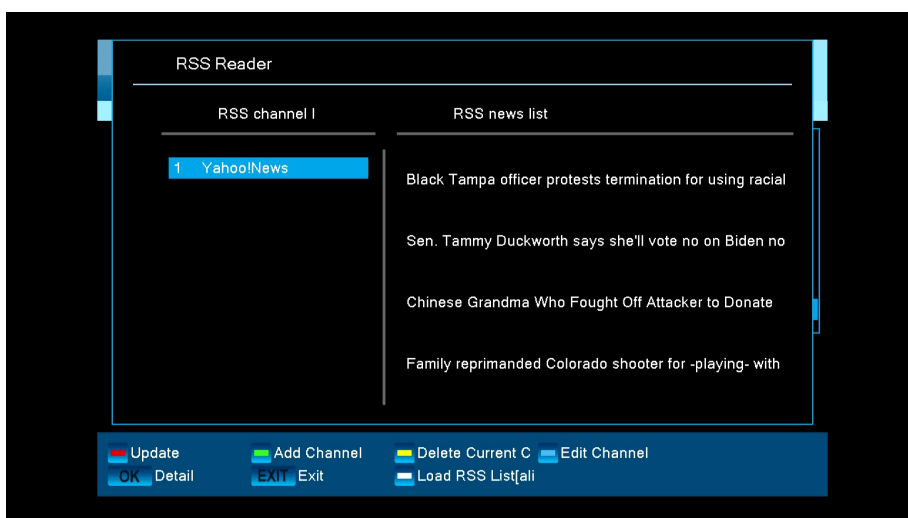 RSS Reader
RSS channel l
RSS news list
1 Yahoo!News
Black Tampa officer protests termination for using racial
Sen. Tammy Duckworth says she'll vote no on Biden no
Chinese Grandma Who Fought Off Attacker to Donate
Family reprimanded Colorado shooter for -playing- with
Update Add Channel Delete Current C Edit Channel
OK Detail EXIT Exit Load RSS List[ali